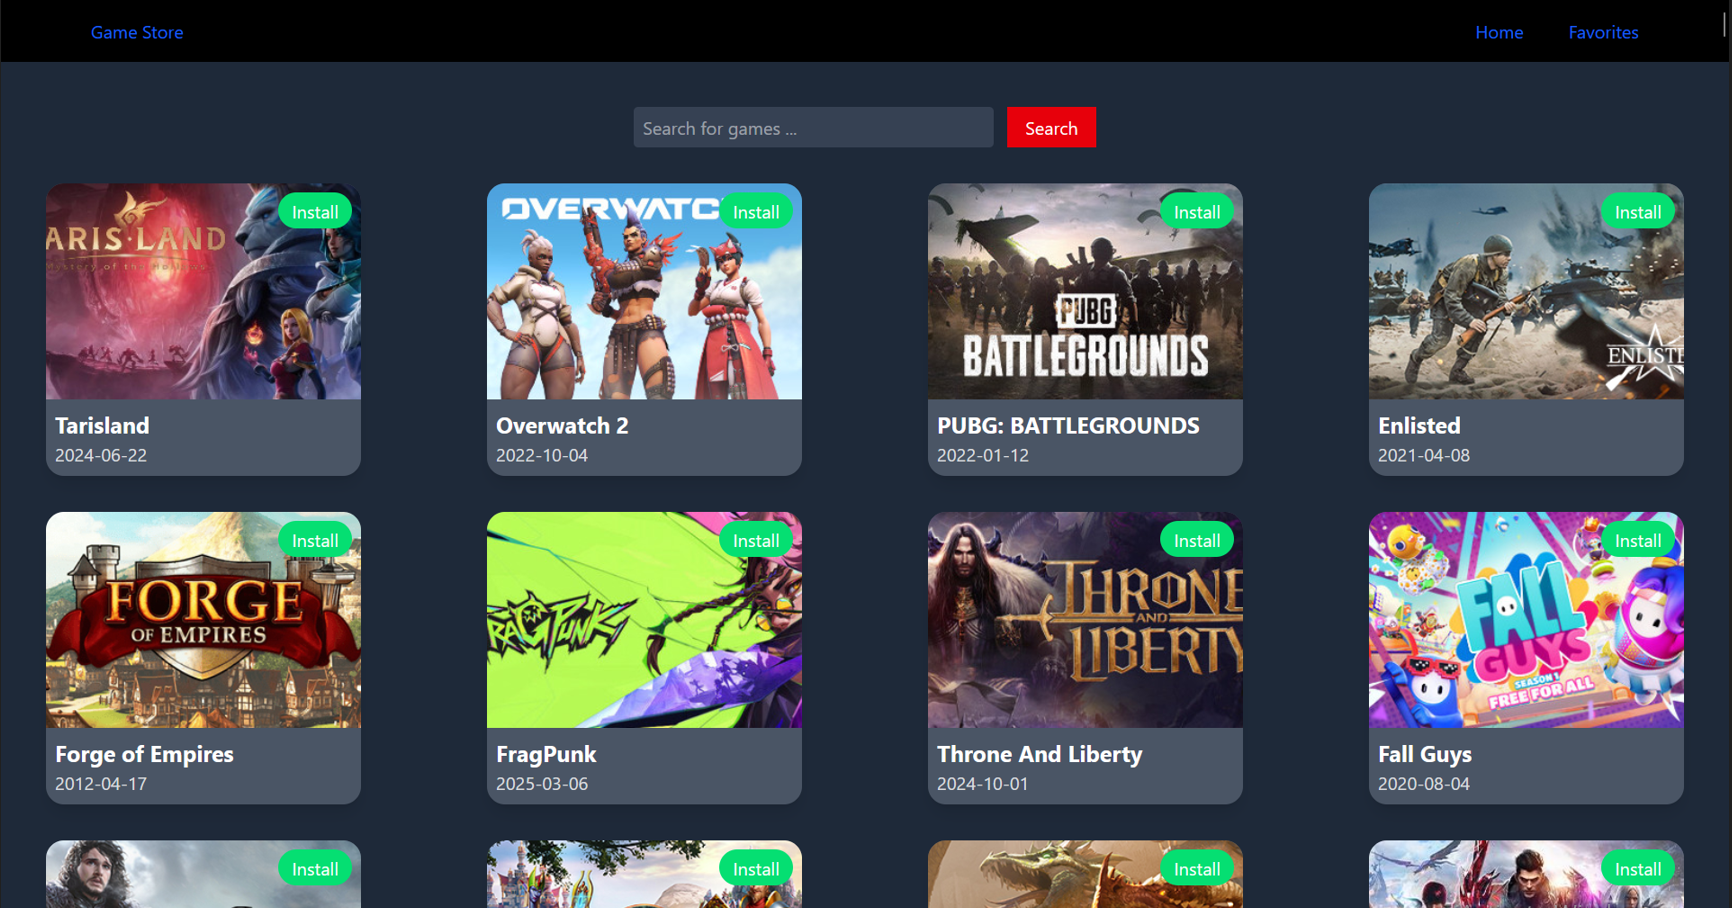 Game Store
Home
Favorites
Search for games ...
Search
ARIS·LAND
Install
OVERWATC
Install
Install
PUBG
BATTLEGROUNDS
Install
ENLISTE
Tarisland
2024-06-22
Overwatch 2
2022-10-04
PUBG: BATTLEGROUNDS
2022-01-12
Enlisted
2021-04-08
Install
FORGE
OF EMPIRES
Install
RAGPUNK
Install
THRONE
AND
LIBERTY
Install
FALL
GUYS
SEASON 1
FREE FOR ALL
Forge of Empires
2012-04-17
FragPunk
2025-03-06
Throne And Liberty
2024-10-01
Fall Guys
2020-08-04
Install
Install
Install
Install